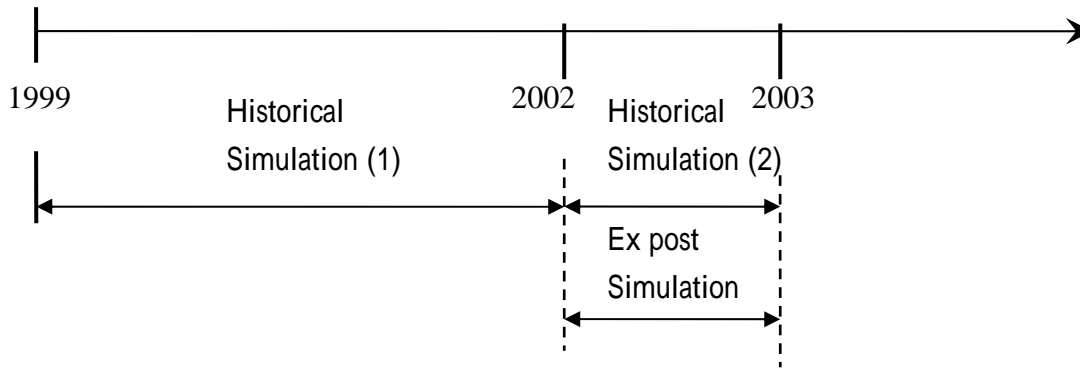 1999
2002
2003
Historical
Simulation (1)
Historical
Simulation (2)
Ex post
Simulation